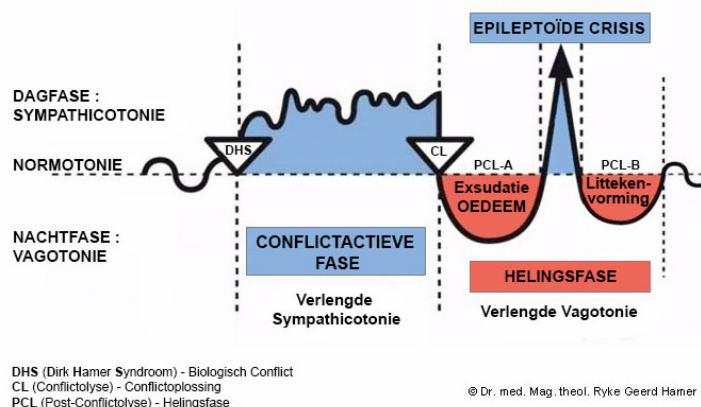 EPILEPTOÏDE CRISIS
DAGFASE :
SYMPATHICOTONIE
DHS
CL
NORMOTONIE
PCL-A
PCL-B
Exsudatie
OEDEEM
Litteken-
vorming
NACHTFASE :
VAGOTONIE
CONFLICTACTIEVE
FASE
HELINGSFASE
Verlengde
Sympathicotonie
Verlengde Vagotonie
DHS (Dirk Hamer Syndroom) - Biologisch Conflict
CL (Conflictolyse) - Conflictoplossing
PCL (Post-Conflictolyse) - Helingsfase
© Dr. med. Mag. theol. Ryke Geerd Hamer